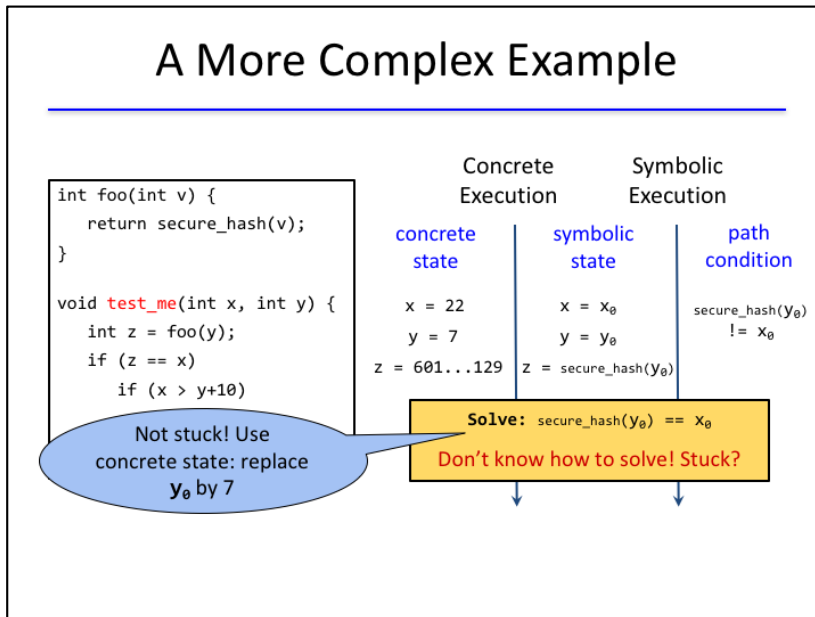 A More Complex Example
int foo(int v) {
return secure_hash(v);
}
void test_me(int x, int y) {
int z = foo(y);
if (z == x)
if (x > y+10)
Concrete
Execution
Symbolic
Execution
concrete
state
symbolic
state
path
condition
x = 22
y = 7
z = 601...129
x = x₀
y = y₀
z = secure_hash(y₀)
secure_hash(y₀)
!= x₀
Solve: secure_hash(y₀) == x₀
Don't know how to solve! Stuck?
Not stuck! Use
concrete state: replace
y₀ by 7